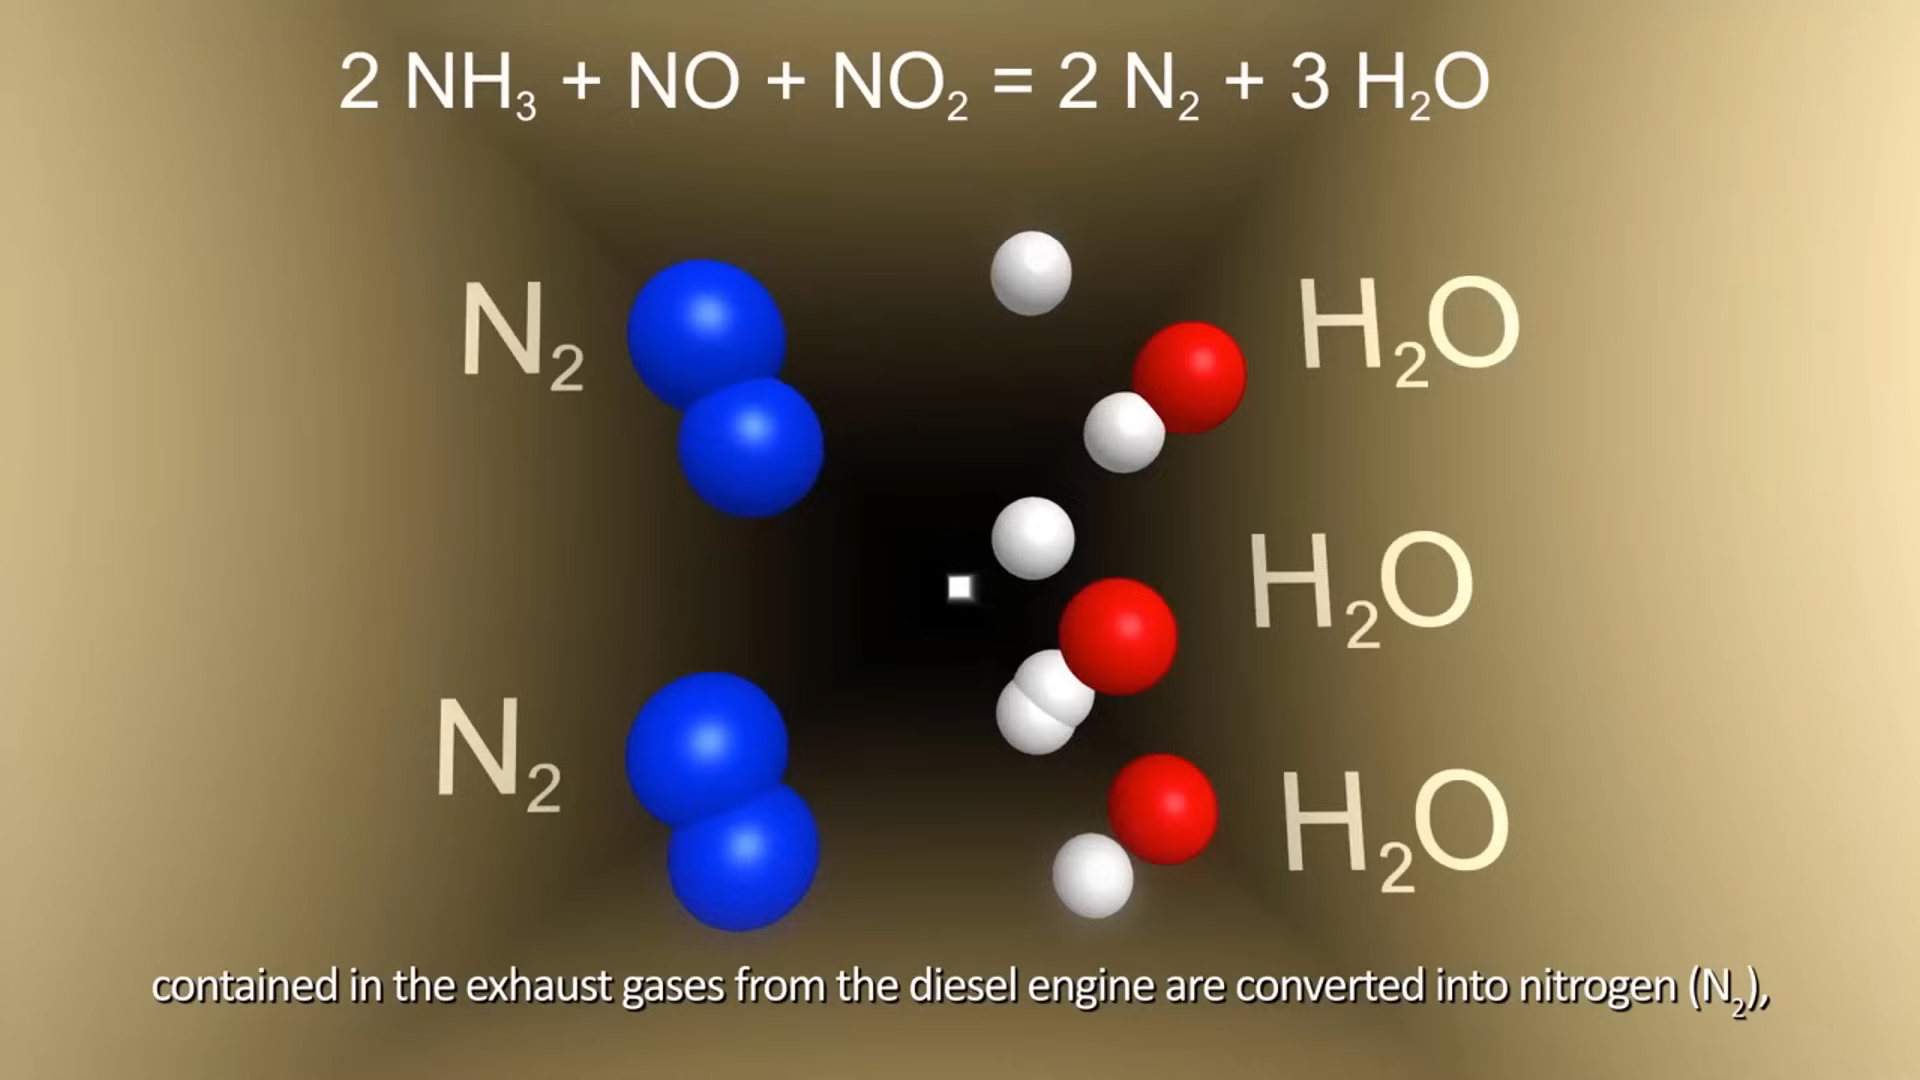 2 NH₃ + NO + NO₂ = 2 N₂ + 3 H₂O
N₂
H₂O
H₂O
N₂
H₂O
contained in the exhaust gases from the diesel engine are converted into nitrogen (N₂),